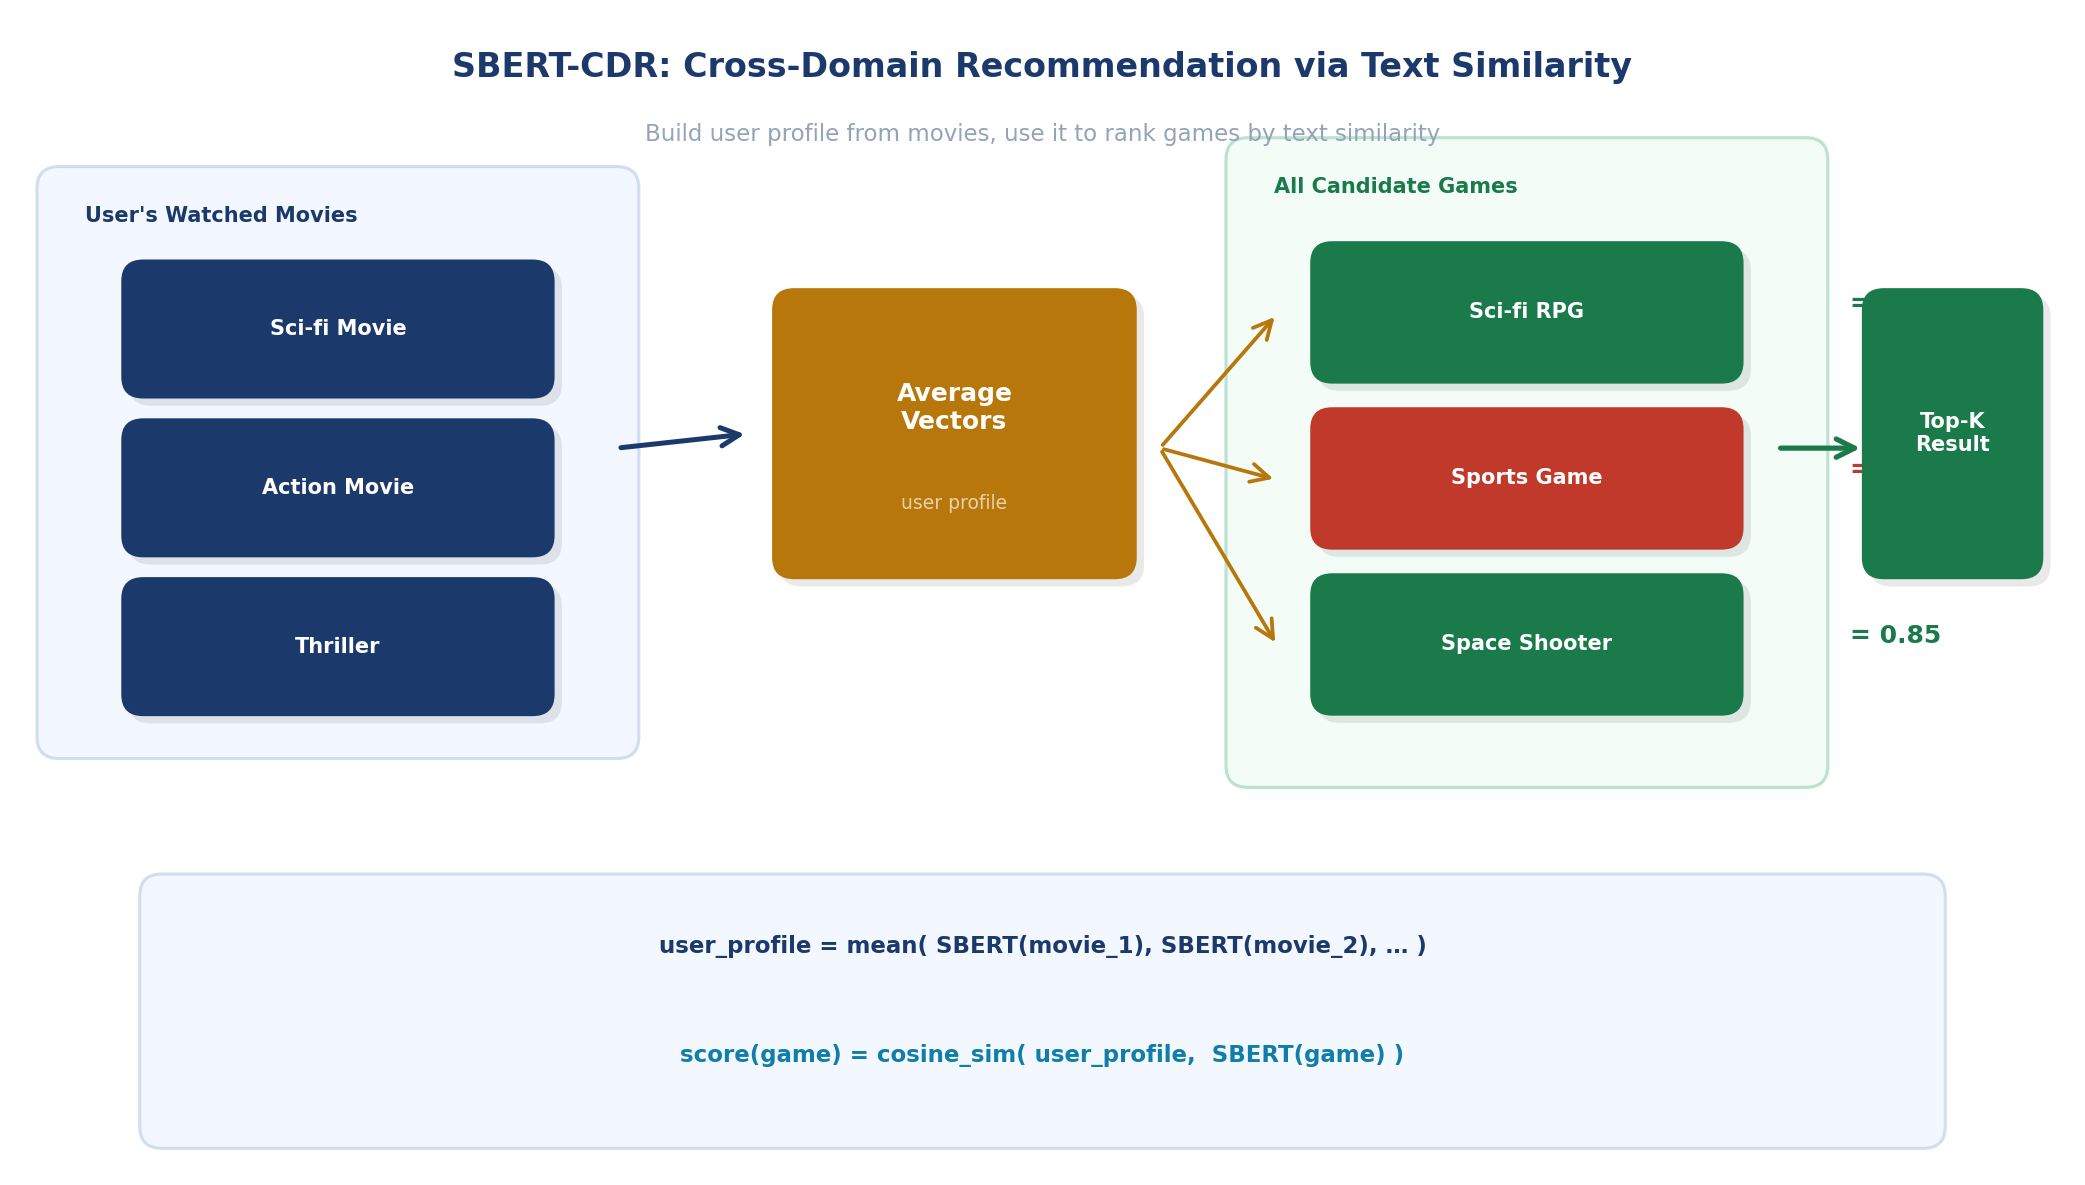 SBERT-CDR: Cross-Domain Recommendation via Text Similarity
Build user profile from movies, use it to rank games by text similarity
User's Watched Movies
Sci-fi Movie
Action Movie
Thriller
Average
Vectors
user profile
All Candidate Games
Sci-fi RPG
=
Sports Game
=
Space Shooter
= 0.85
Top-K
Result
user_profile = mean( SBERT(movie_1), SBERT(movie_2), … )
score(game) = cosine_sim( user_profile,  SBERT(game) )